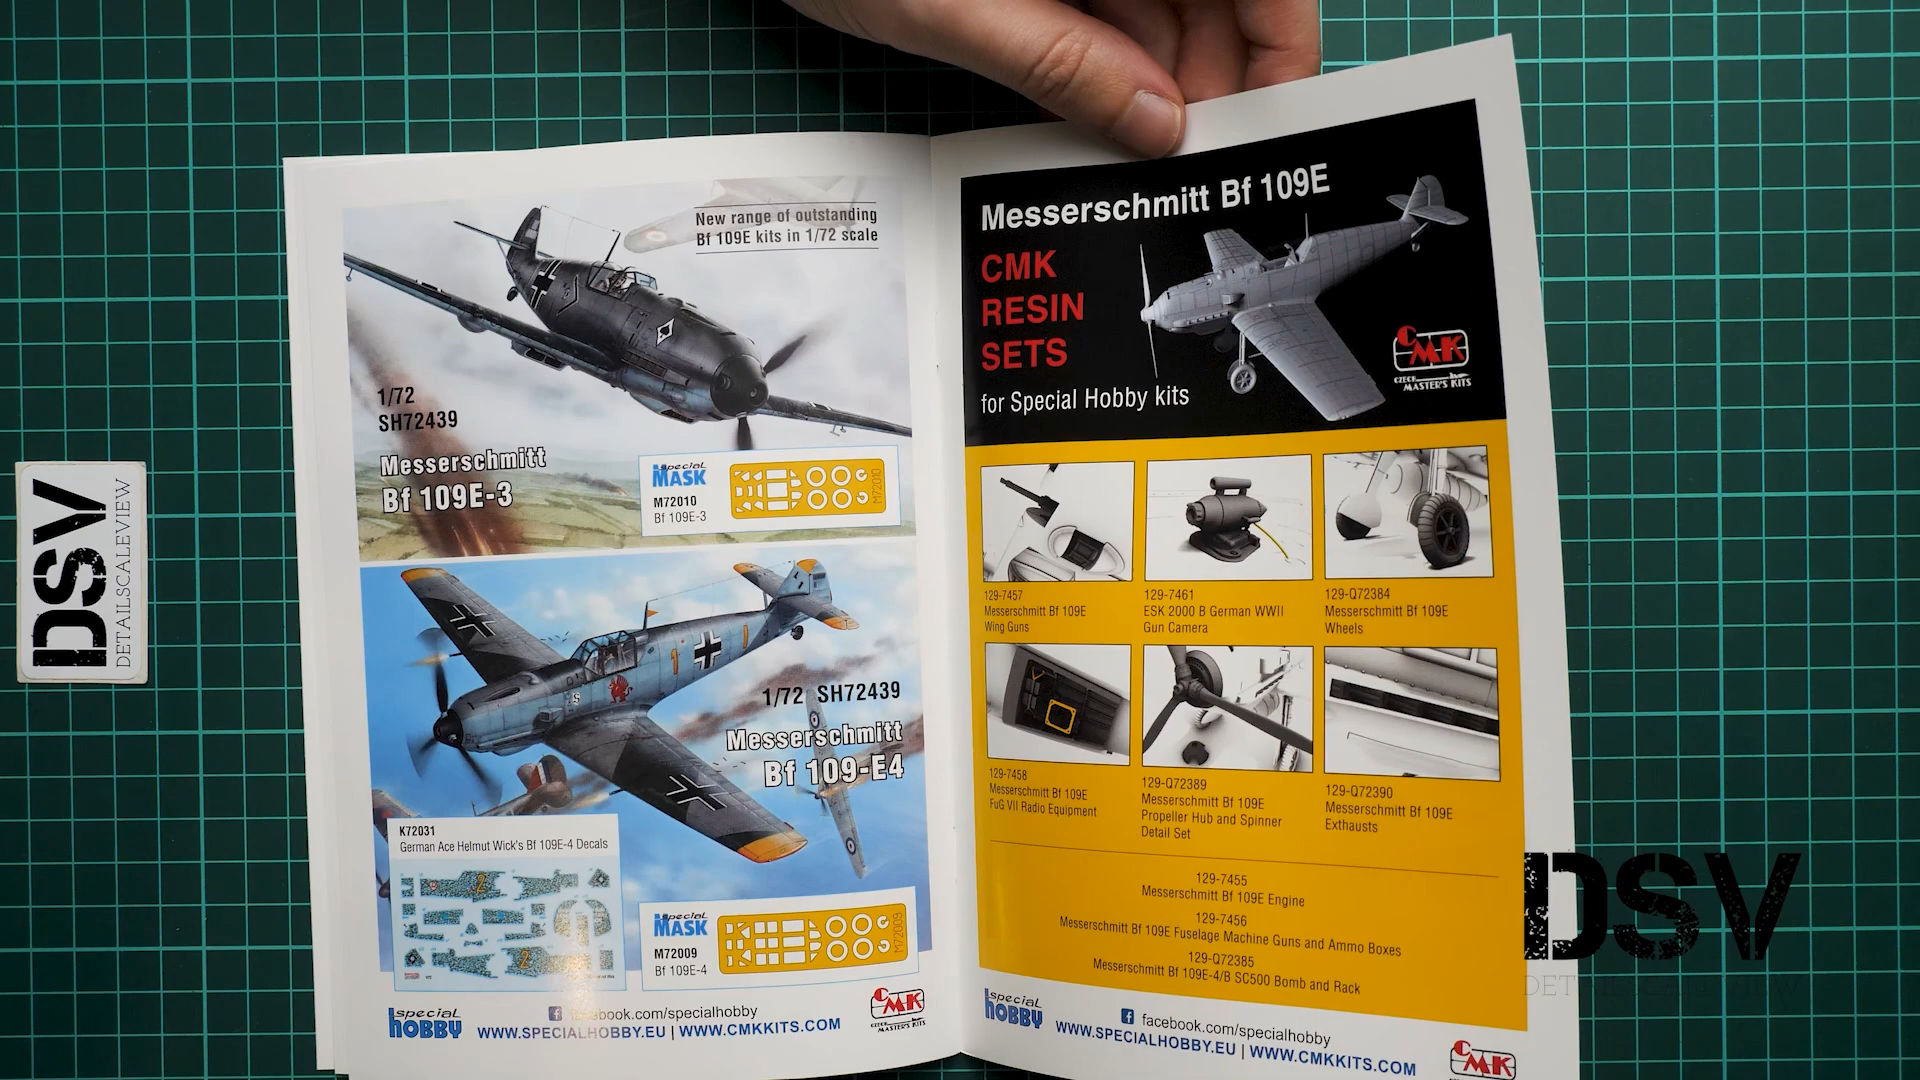 DSV
DETAILSCALEVIEW
New range of outstanding
Bf 109E kits in 1/72 scale
1/72
SH72439
Messerschmitt
Bf 109E-3
Special
MASK
M72010
Bf 109E-3
M72010
1/72 SH72439
Messerschmitt
Bf 109-E4
K72031
German Ace Helmut Wick's Bf 109E-4 Decals
Special
MASK
M72009
Bf 109E-4
M72009
special
hobby
facebook.com/specialhobby
WWW.SPECIALHOBBY.EU | WWW.CMKKITS.COM
CMK
CZECH
MASTER'S KITS
Messerschmitt Bf 109E
CMK
RESIN
SETS
for Special Hobby kits
CMK
CZECH
MASTER'S KITS
129-7457
Messerschmitt Bf 109E
Wing Guns
129-7461
ESK 2000 B German WWII
Gun Camera
129-Q72384
Messerschmitt Bf 109E
Wheels
129-7458
Messerschmitt Bf 109E
FuG VII Radio Equipment
129-Q72389
Messerschmitt Bf 109E
Propeller Hub and Spinner
Detail Set
129-Q72390
Messerschmitt Bf 109E
Exthausts
129-7455
Messerschmitt Bf 109E Engine
129-7456
Messerschmitt Bf 109E Fuselage Machine Guns and Ammo Boxes
129-Q72385
Messerschmitt Bf 109E-4/B SC500 Bomb and Rack
special
hobby
facebook.com/specialhobby
WWW.SPECIALHOBBY.EU | WWW.CMKKITS.COM
CMK
DSV
DETAILSCALEVIEW